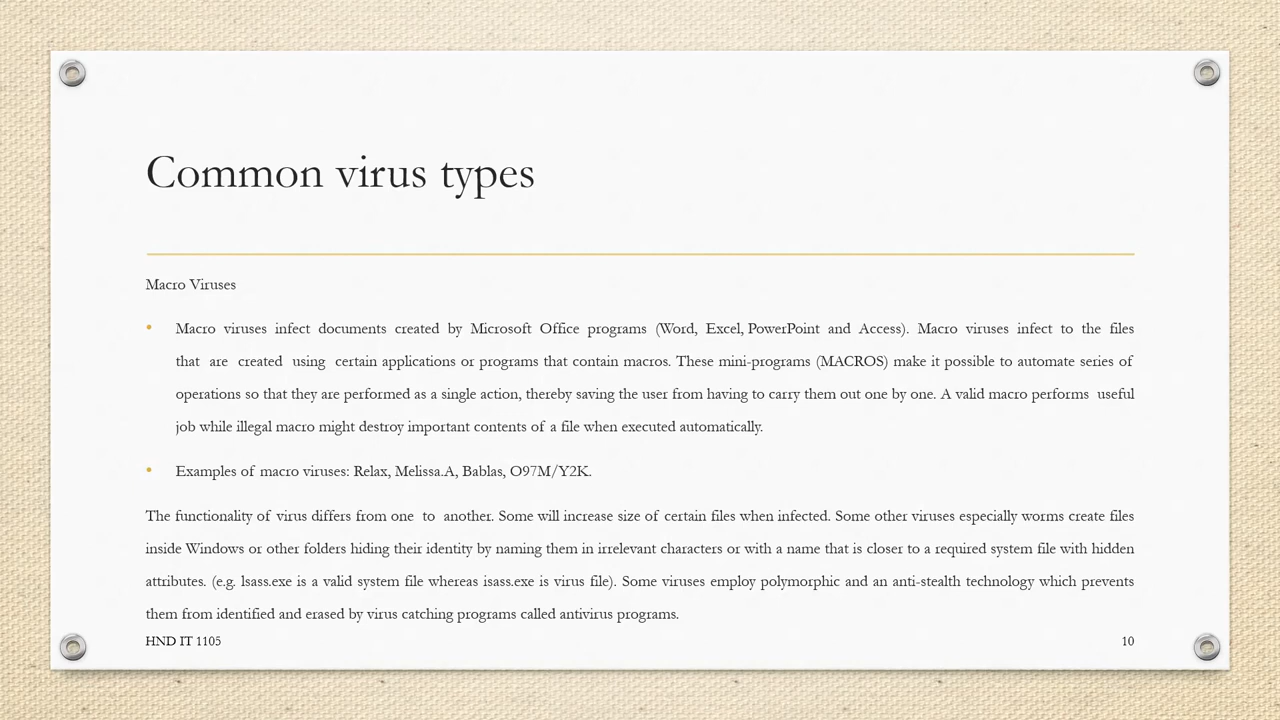 Common virus types
Macro Viruses
• Macro viruses infect documents created by Microsoft Office programs (Word, Excel, PowerPoint and Access). Macro viruses infect to the files
that are created using certain applications or programs that contain macros. These mini-programs (MACROS) make it possible to automate series of
operations so that they are performed as a single action, thereby saving the user from having to carry them out one by one. A valid macro performs useful
job while illegal macro might destroy important contents of a file when executed automatically.
• Examples of macro viruses: Relax, Melissa.A, Bablas, O97M/Y2K.
The functionality of virus differs from one to another. Some will increase size of certain files when infected. Some other viruses especially worms create files
inside Windows or other folders hiding their identity by naming them in irrelevant characters or with a name that is closer to a required system file with hidden
attributes. (e.g. lsass.exe is a valid system file whereas isass.exe is virus file). Some viruses employ polymorphic and an anti-stealth technology which prevents
them from identified and erased by virus catching programs called antivirus programs.
HND IT 1105
10